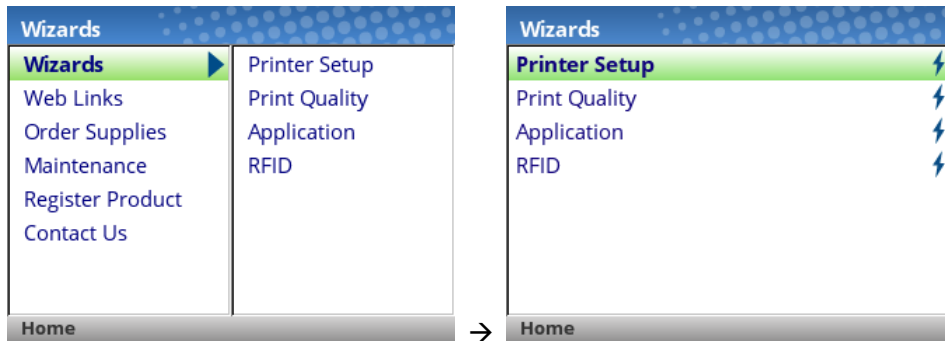 Wizards
Wizards
Web Links
Order Supplies
Maintenance
Register Product
Contact Us
Printer Setup
Print Quality
Application
RFID
Home
→
Wizards
Printer Setup
Print Quality
Application
RFID
Home